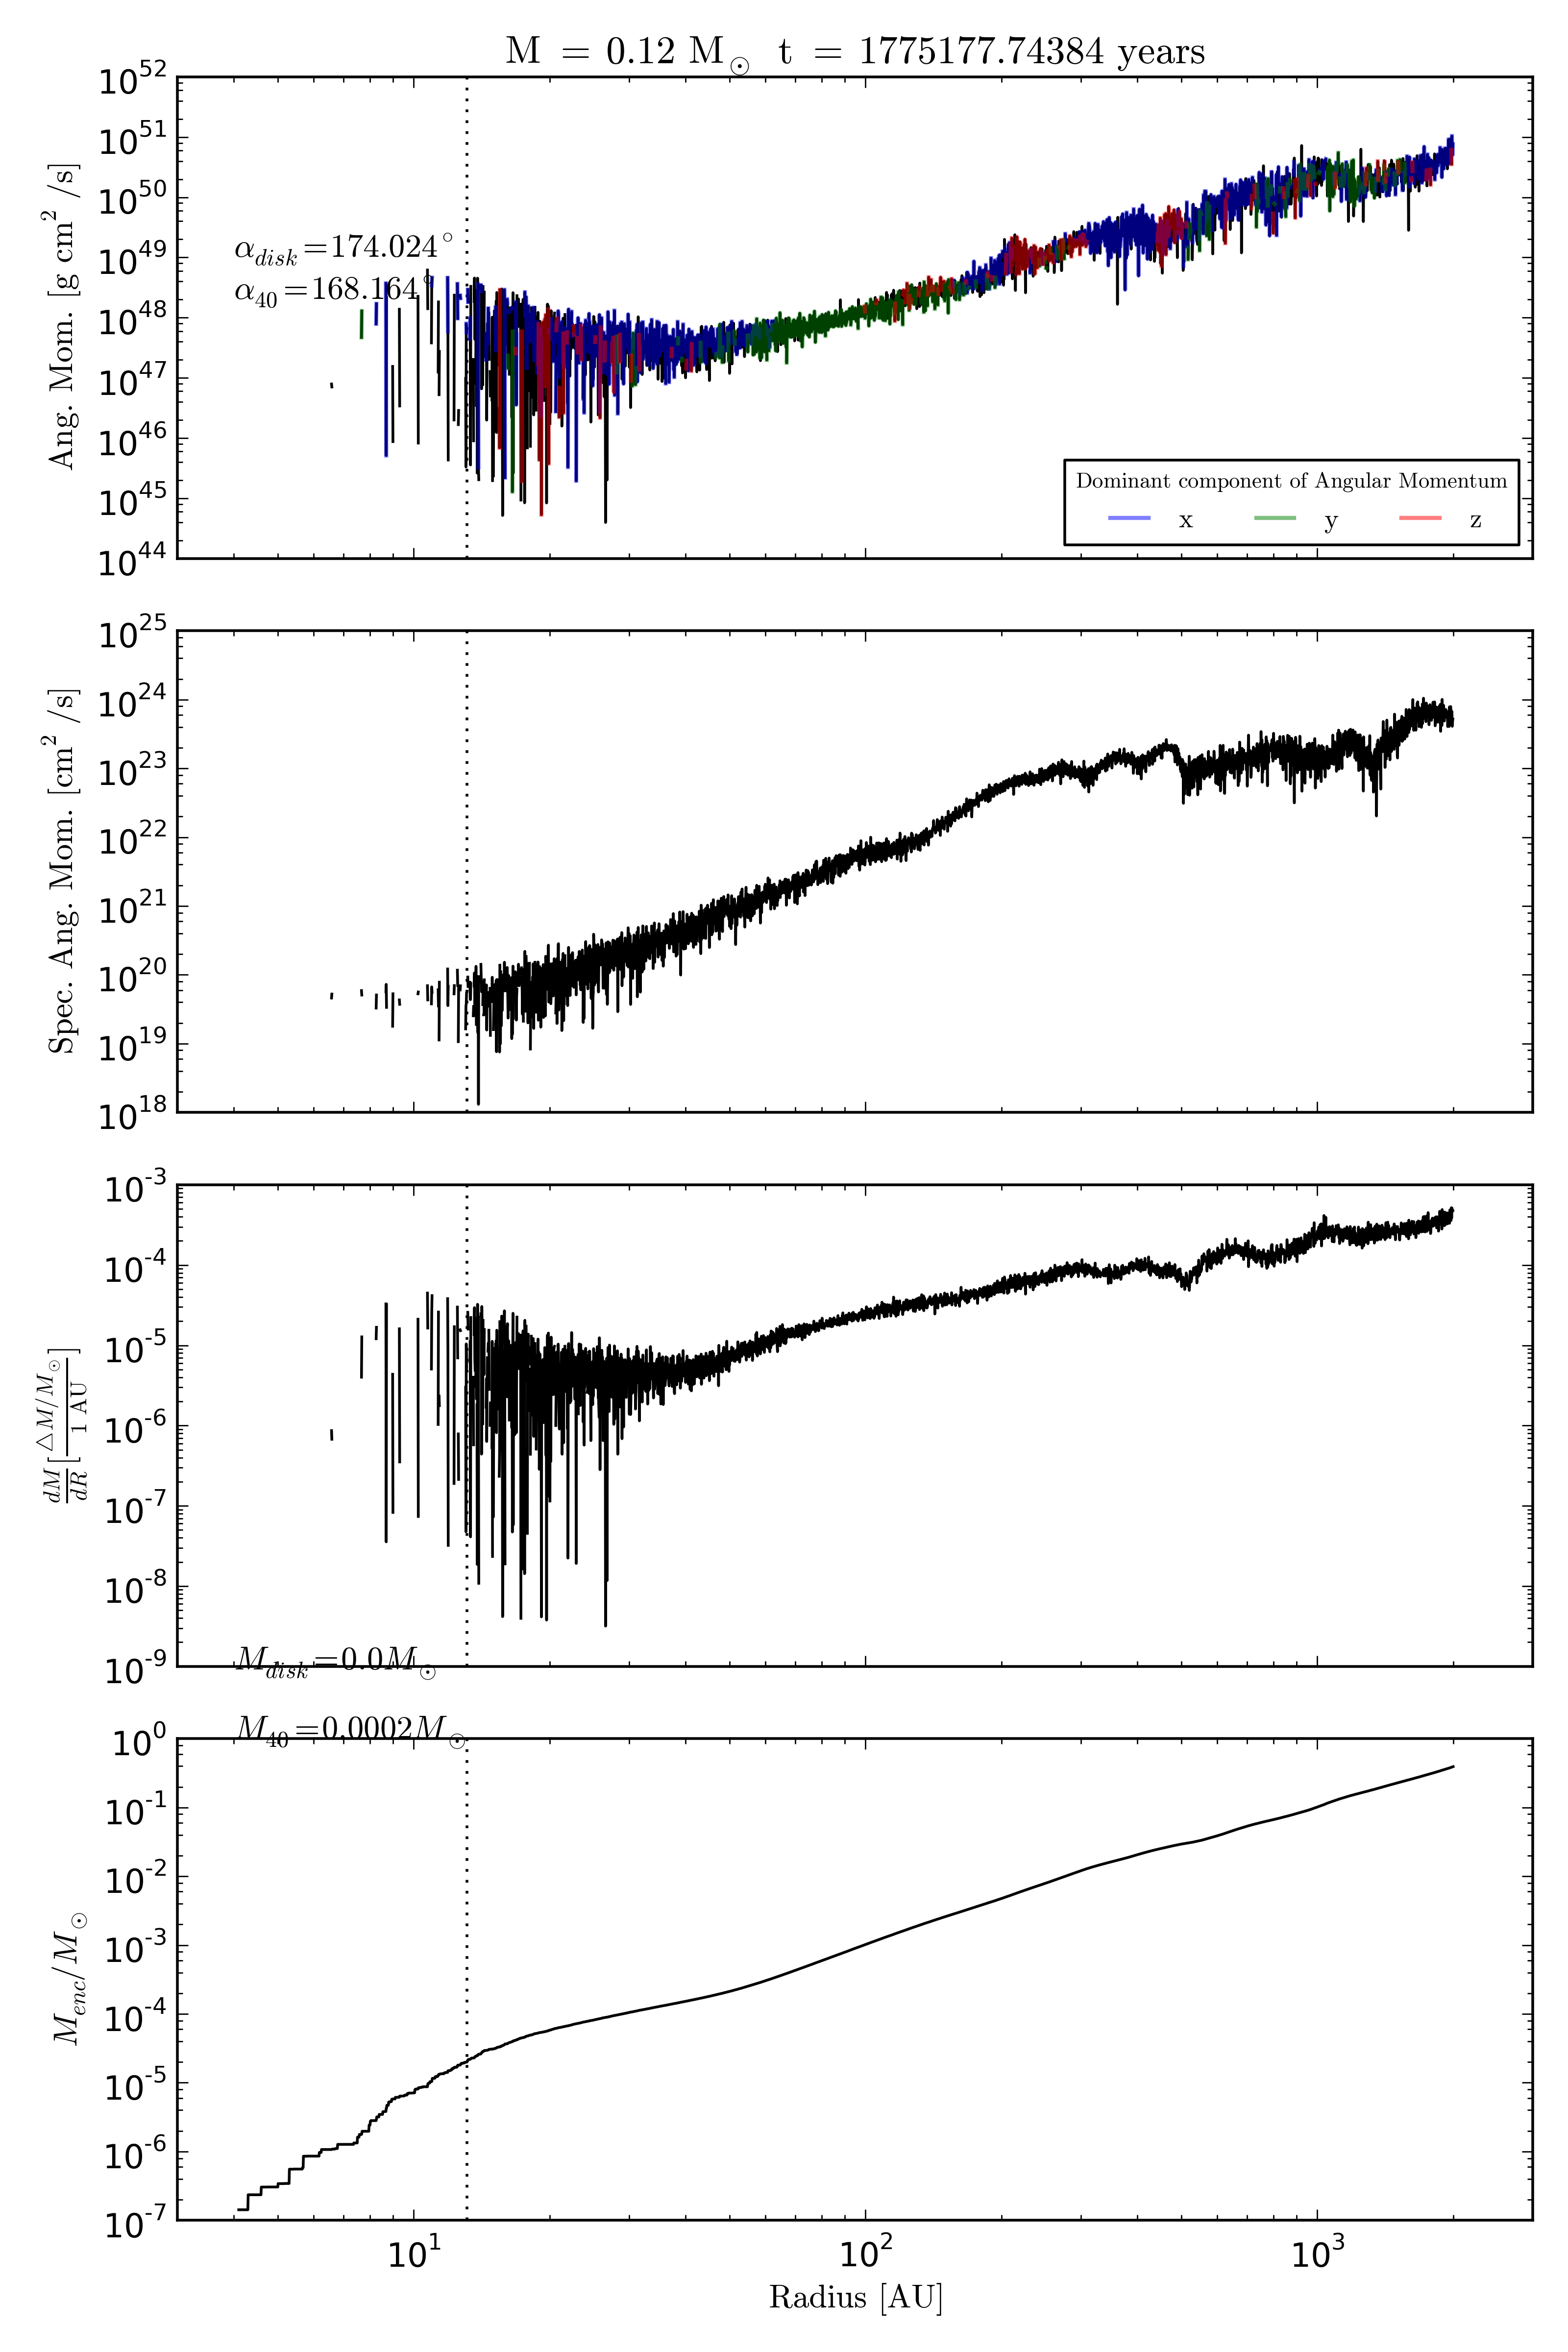 M = 0.12 M⊙ t = 1775177.74384 years
10^52
10^51
10^50
10^49
10^48
10^47
10^46
10^45
10^44
Ang. Mom. [g cm^2 /s]
α_disk=174.024°
α_40=168.164°
Dominant component of Angular Momentum
x y z
10^25
10^24
10^23
10^22
10^21
10^20
10^19
10^18
Spec. Ang. Mom. [cm^2 /s]
10^-3
10^-4
10^-5
10^-6
10^-7
10^-8
10^-9
dM/dR [△M/M⊙ / 1 AU]
M_disk=0.0M⊙
M_40=0.0002M⊙
10^0
10^-1
10^-2
10^-3
10^-4
10^-5
10^-6
10^-7
M_enc/M⊙
10^1 10^2 10^3
Radius [AU]